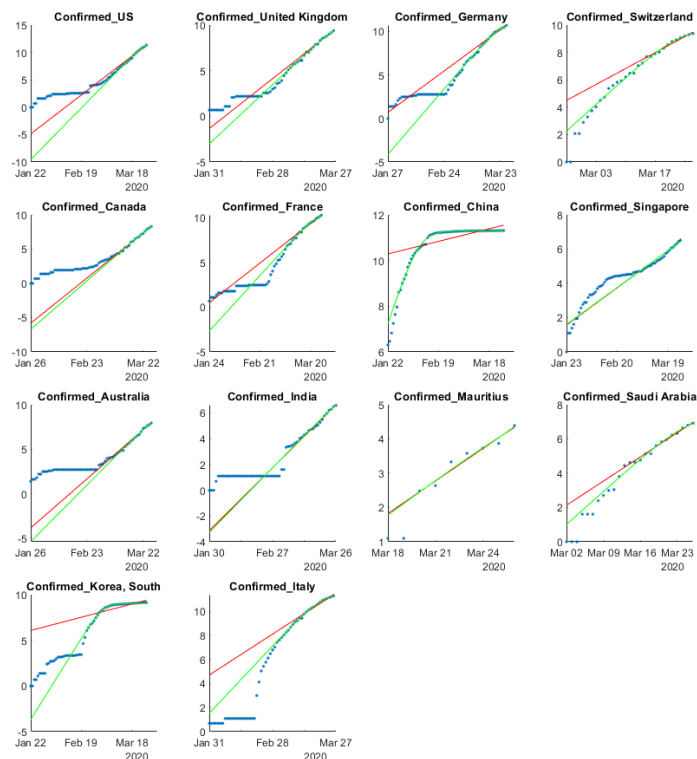 Confirmed_US
15
10
5
0
-5
-10
Jan 22
Feb 19
Mar 18
2020
Confirmed_United Kingdom
10
5
0
-5
Jan 31
Feb 28
Mar 27
2020
Confirmed_Germany
10
5
0
-5
Jan 27
Feb 24
Mar 23
2020
Confirmed_Switzerland
10
8
6
4
2
0
Mar 03
Mar 17
2020
Confirmed_Canada
10
5
0
-5
-10
Jan 26
Feb 23
Mar 22
2020
Confirmed_France
10
5
0
-5
Jan 24
Feb 21
Mar 20
2020
Confirmed_China
12
10
8
6
Jan 22
Feb 19
Mar 18
2020
Confirmed_Singapore
8
6
4
2
0
Jan 23
Feb 20
Mar 19
2020
Confirmed_Australia
10
5
0
-5
Jan 26
Feb 23
Mar 22
2020
Confirmed_India
6
4
2
0
-2
-4
Jan 30
Feb 27
Mar 26
2020
Confirmed_Mauritius
5
4
3
2
1
Mar 18
Mar 21
Mar 24
2020
Confirmed_Saudi Arabia
8
6
4
2
0
Mar 02
Mar 09
Mar 16
Mar 23
2020
Confirmed_Korea, South
10
5
0
-5
Jan 22
Feb 19
Mar 18
2020
Confirmed_Italy
10
8
6
4
2
0
Jan 31
Feb 28
Mar 27
2020